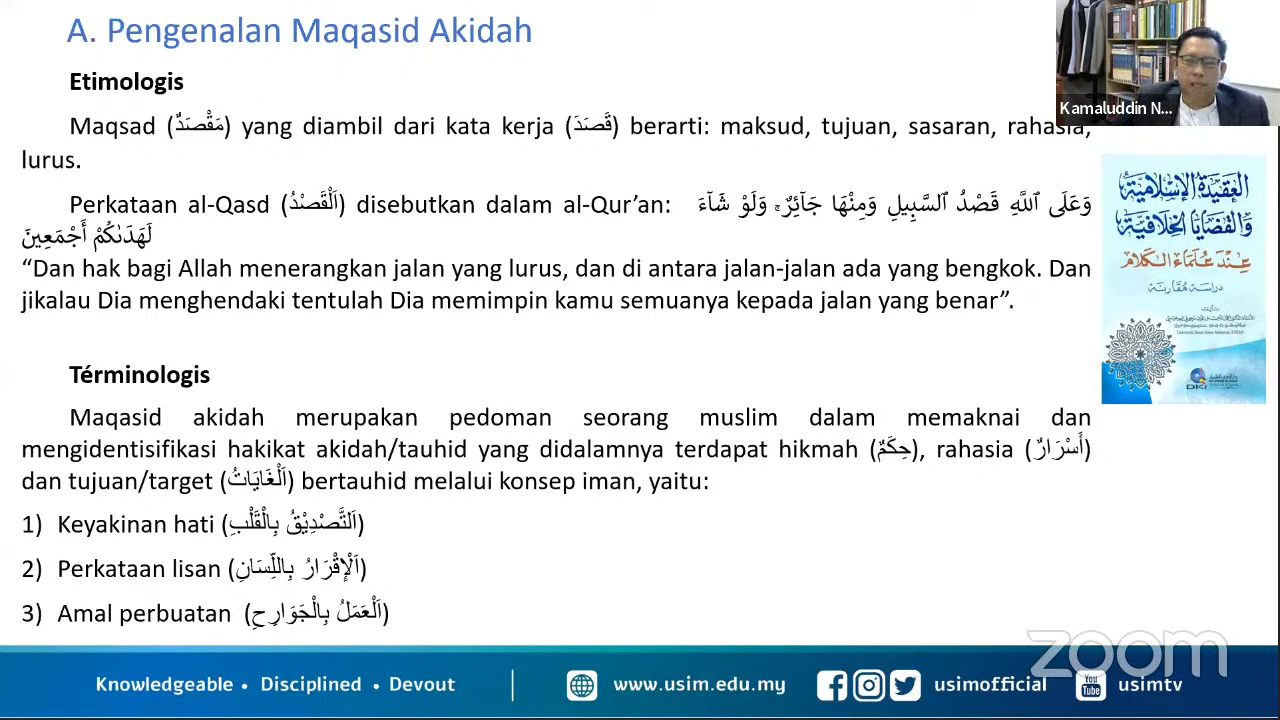 A. Pengenalan Maqasid Akidah
Etimologis
Maqsad (مَقْصَدٌ) yang diambil dari kata kerja (قَصَدَ) berarti: maksud, tujuan, sasaran, rahasia,
lurus.
Perkataan al-Qasd (اَلْقَصْدُ) disebutkan dalam al-Qur’an: وَعَلَى ٱللَّهِ قَصْدُ ٱلسَّبِيلِ وَمِنْهَا جَآئِرٌ ۚ وَلَوْ شَآءَ
لَهَدَىٰكُمْ أَجْمَعِينَ
“Dan hak bagi Allah menerangkan jalan yang lurus, dan di antara jalan-jalan ada yang bengkok. Dan
jikalau Dia menghendaki tentulah Dia memimpin kamu semuanya kepada jalan yang benar”.
Términologis
Maqasid akidah merupakan pedoman seorang muslim dalam memaknai dan
mengidentisifikasi hakikat akidah/tauhid yang didalamnya terdapat hikmah (حِكَمٌ), rahasia (أَسْرَارٌ)
dan tujuan/target (اَلْغَايَاتُ) bertauhid melalui konsep iman, yaitu:
1) Keyakinan hati (اَلتَّصْدِيْقُ بِالْقَلْبِ)
2) Perkataan lisan (اَلْإِقْرَارُ بِاللِّسَانِ)
3) Amal perbuatan (اَلْعَمَلُ بِالْجَوَارِحِ)
Kamaluddin N...
العقيدة الإسلامية
والقضايا الخلافية
عند علماء الكلام
دراسة مقارنة
DKi
zoom
Knowledgeable • Disciplined • Devout
www.usim.edu.my
usimofficial
You Tube
usimtv